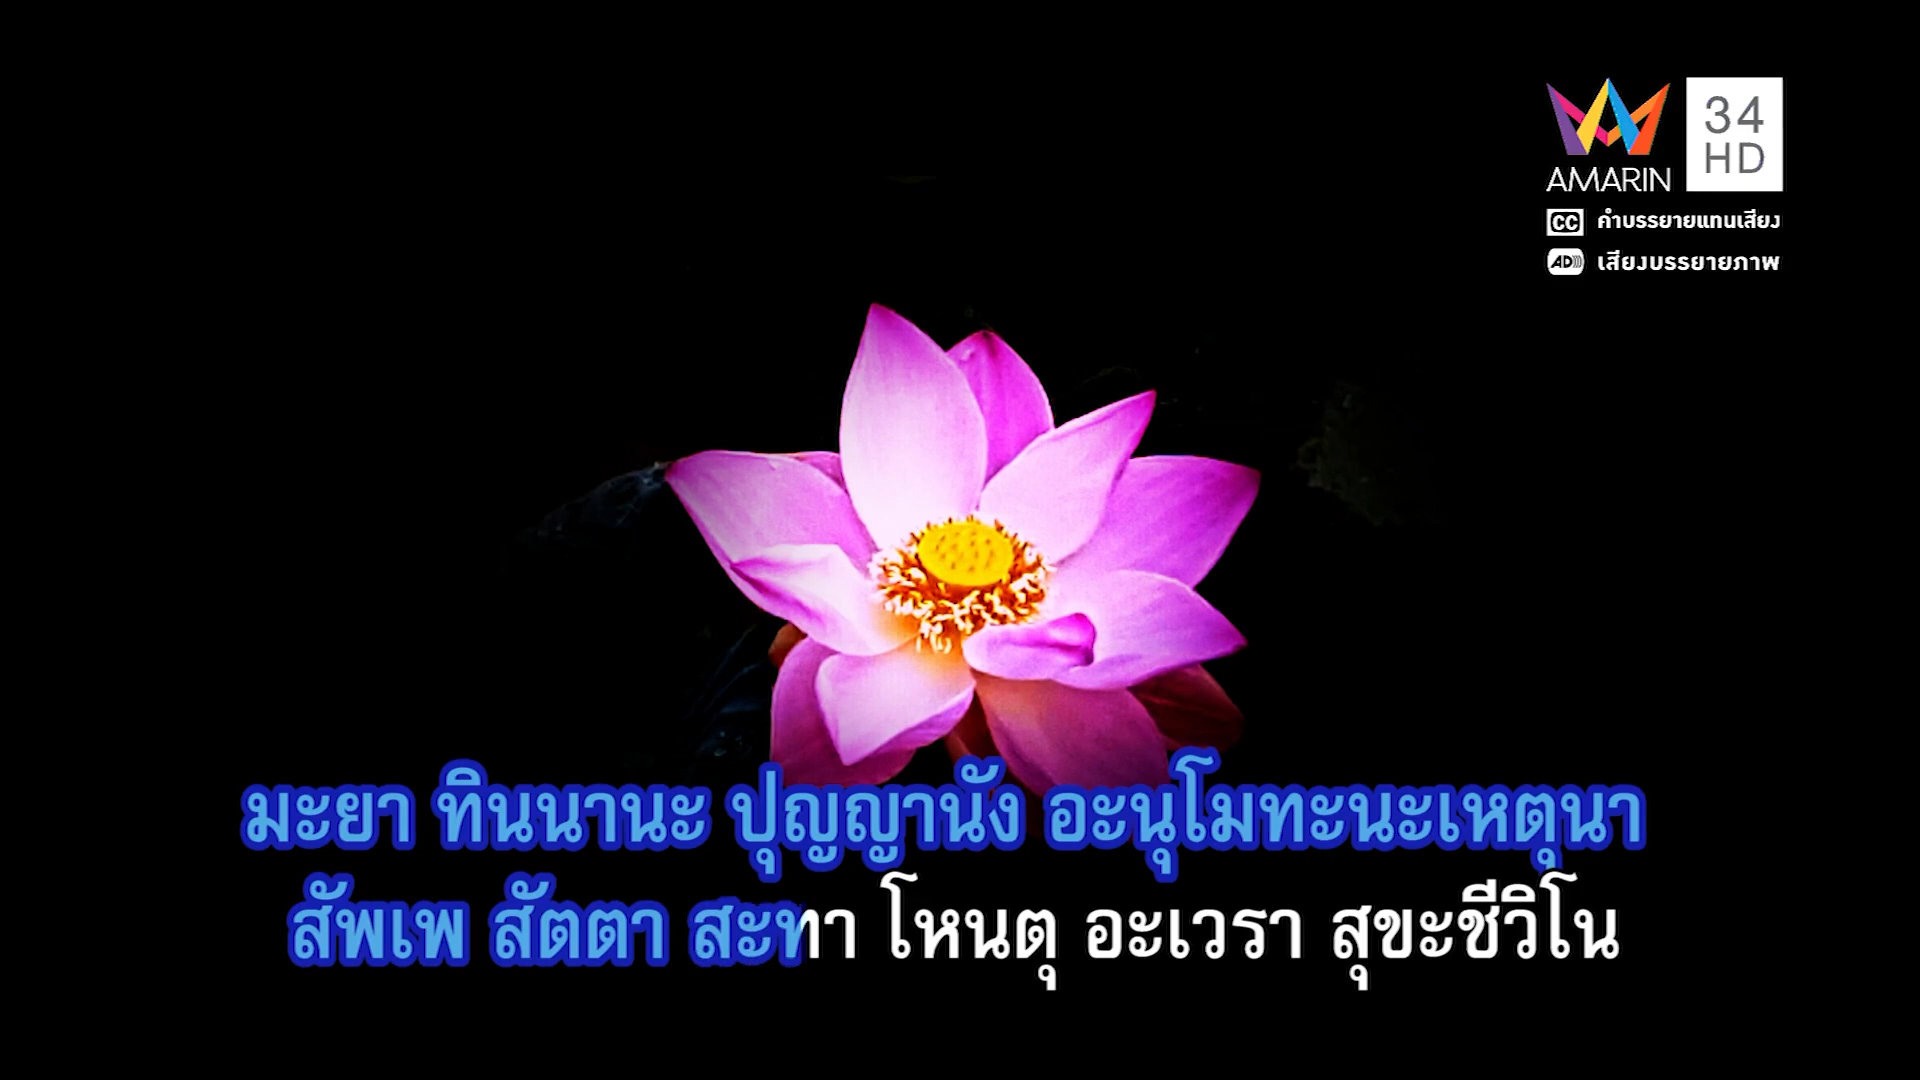 34
HD
AMARIN
CC คำบรรยายแทนเสียง
AD เสียงบรรยายภาพ
มะยา ทินนานะ ปุญญานัง อะนุโมทะนะเหตุนา
สัพเพ สัตตา สะทา โหนตุ อะเวรา สุขะชีวิโน